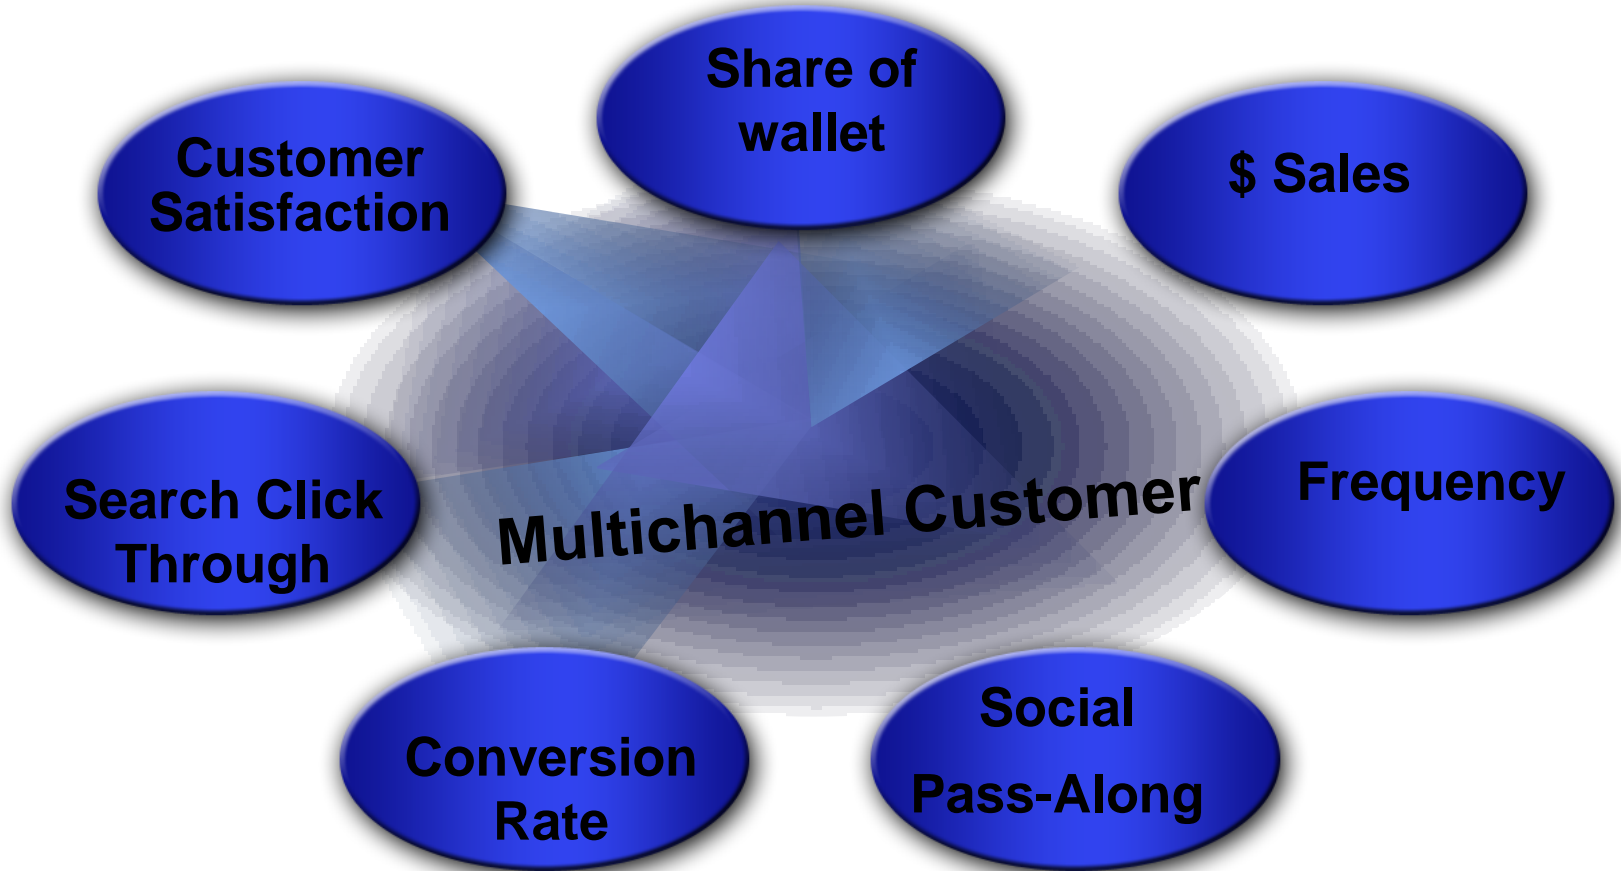 Share of
wallet
Customer
Satisfaction
$ Sales
Search Click
Through
Multichannel Customer
Frequency
Conversion
Rate
Social
Pass-Along